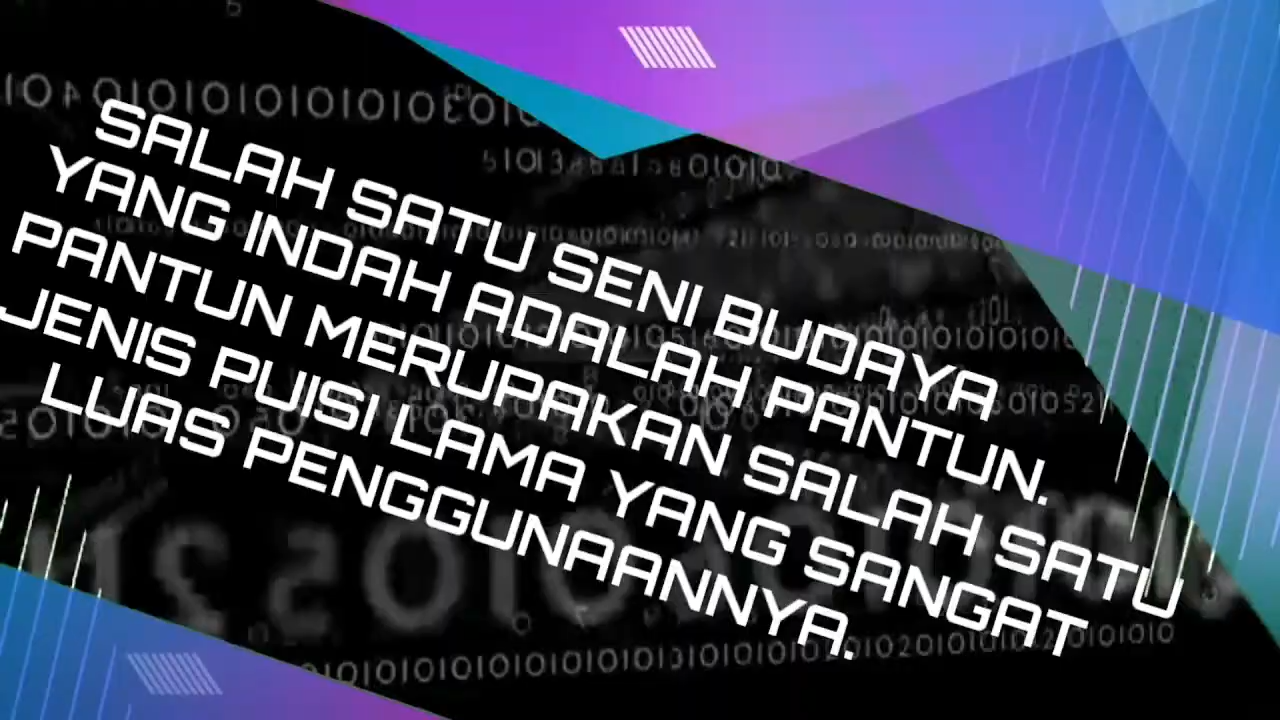 SALAH SATU SENI BUDAYA
YANG INDAH ADALAH PANTUN.
PANTUN MERUPAKAN SALAH SATU
JENIS PUISI LAMA YANG SANGAT
LUAS PENGGUNAANNYA.